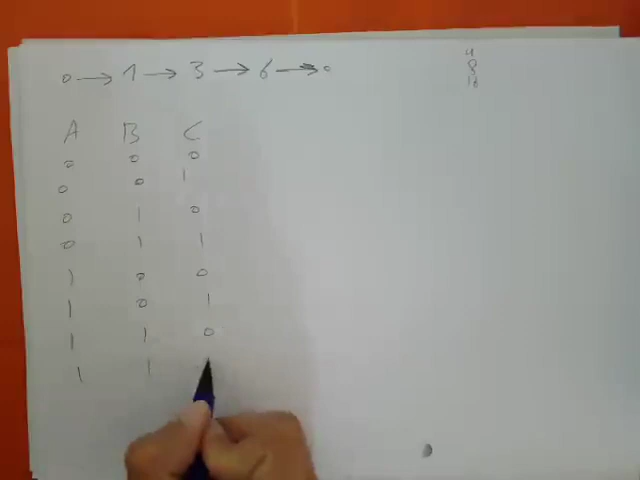 0 → 1 → 3 → 6 → 0
4
8
16
A B C
0 0 0
0 0 1
0 1 0
0 1 1
1 0 0
1 0 1
1 1 0
1 1